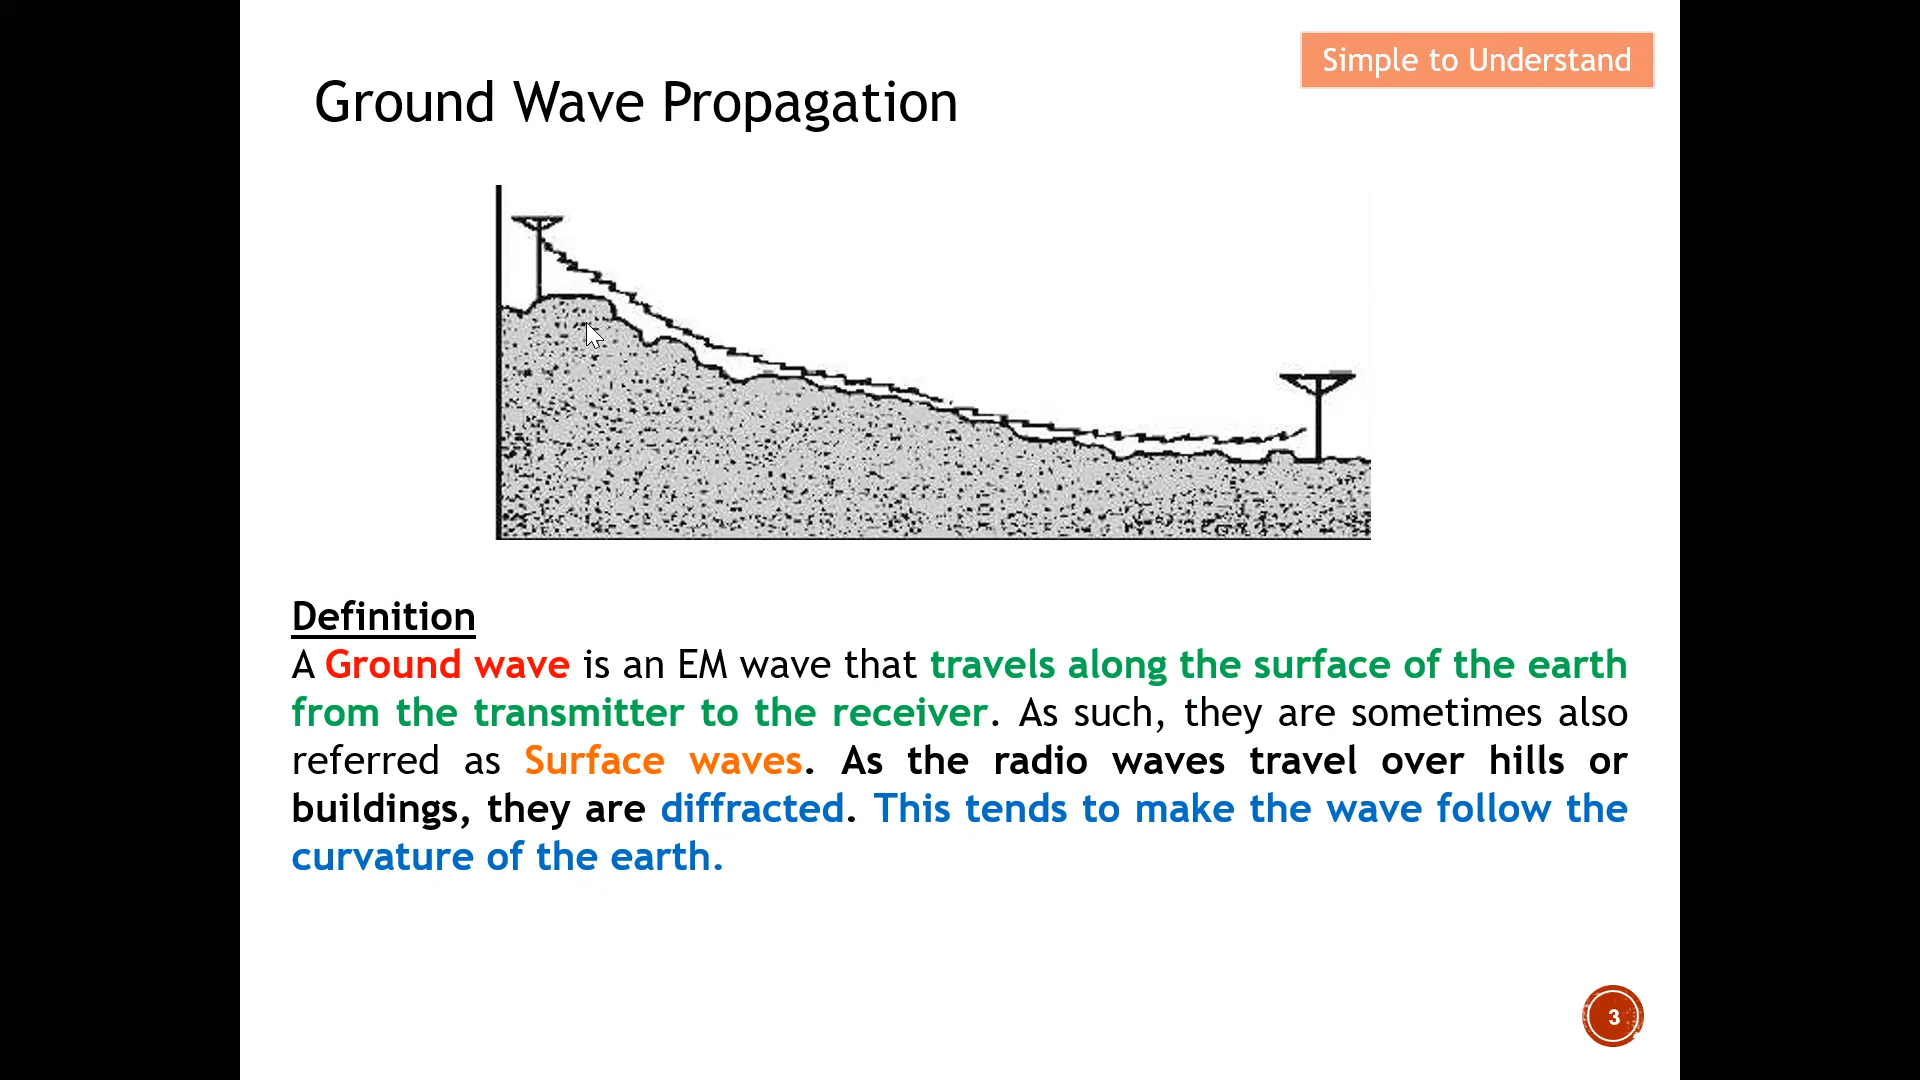 Simple to Understand
Ground Wave Propagation
Definition
A Ground wave is an EM wave that travels along the surface of the earth
from the transmitter to the receiver. As such, they are sometimes also
referred as Surface waves. As the radio waves travel over hills or
buildings, they are diffracted. This tends to make the wave follow the
curvature of the earth.
3